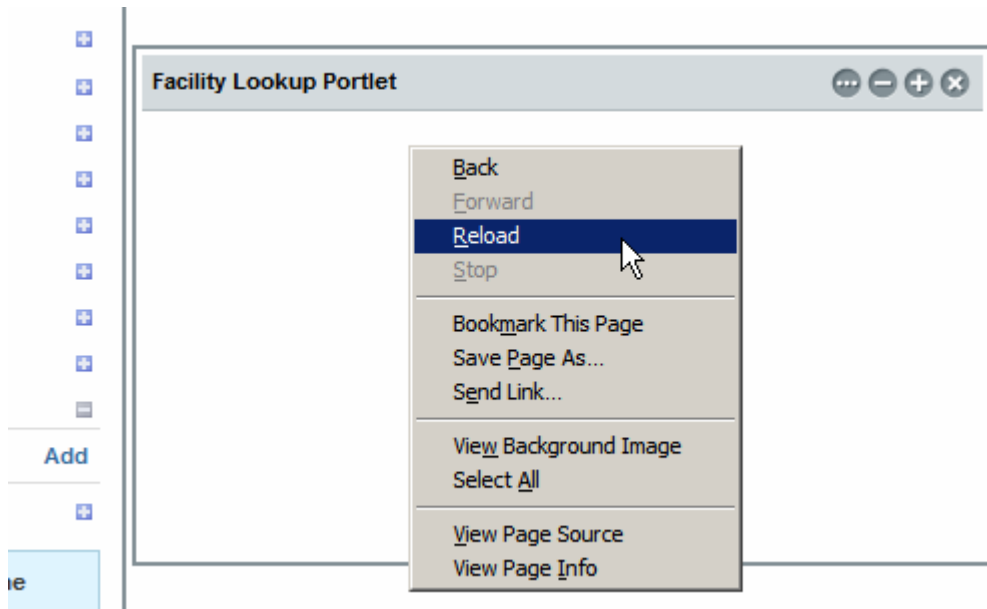 Facility Lookup Portlet
Back
Forward
Reload
Stop
Bookmark This Page
Save Page As...
Send Link...
View Background Image
Select All
View Page Source
View Page Info
Add